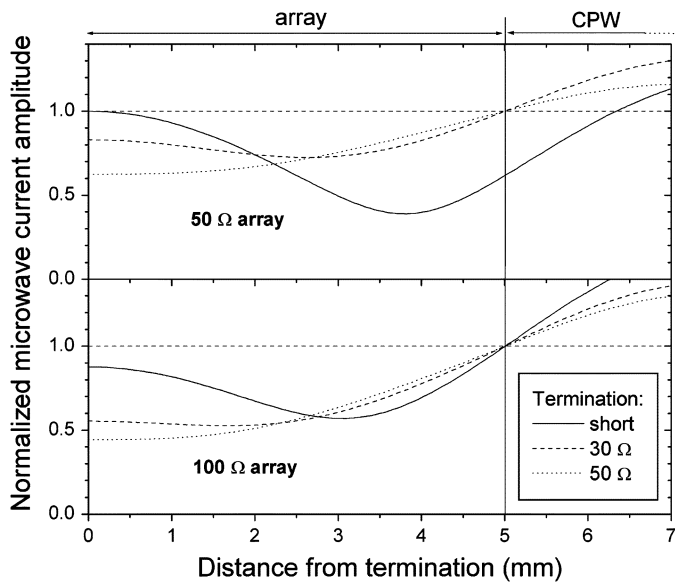 array
CPW
Normalized microwave current amplitude
1.0
0.5
50 Ω array
0.0
1.0
0.5
100 Ω array
0.0
Termination:
short
30 Ω
50 Ω
0 1 2 3 4 5 6 7
Distance from termination (mm)